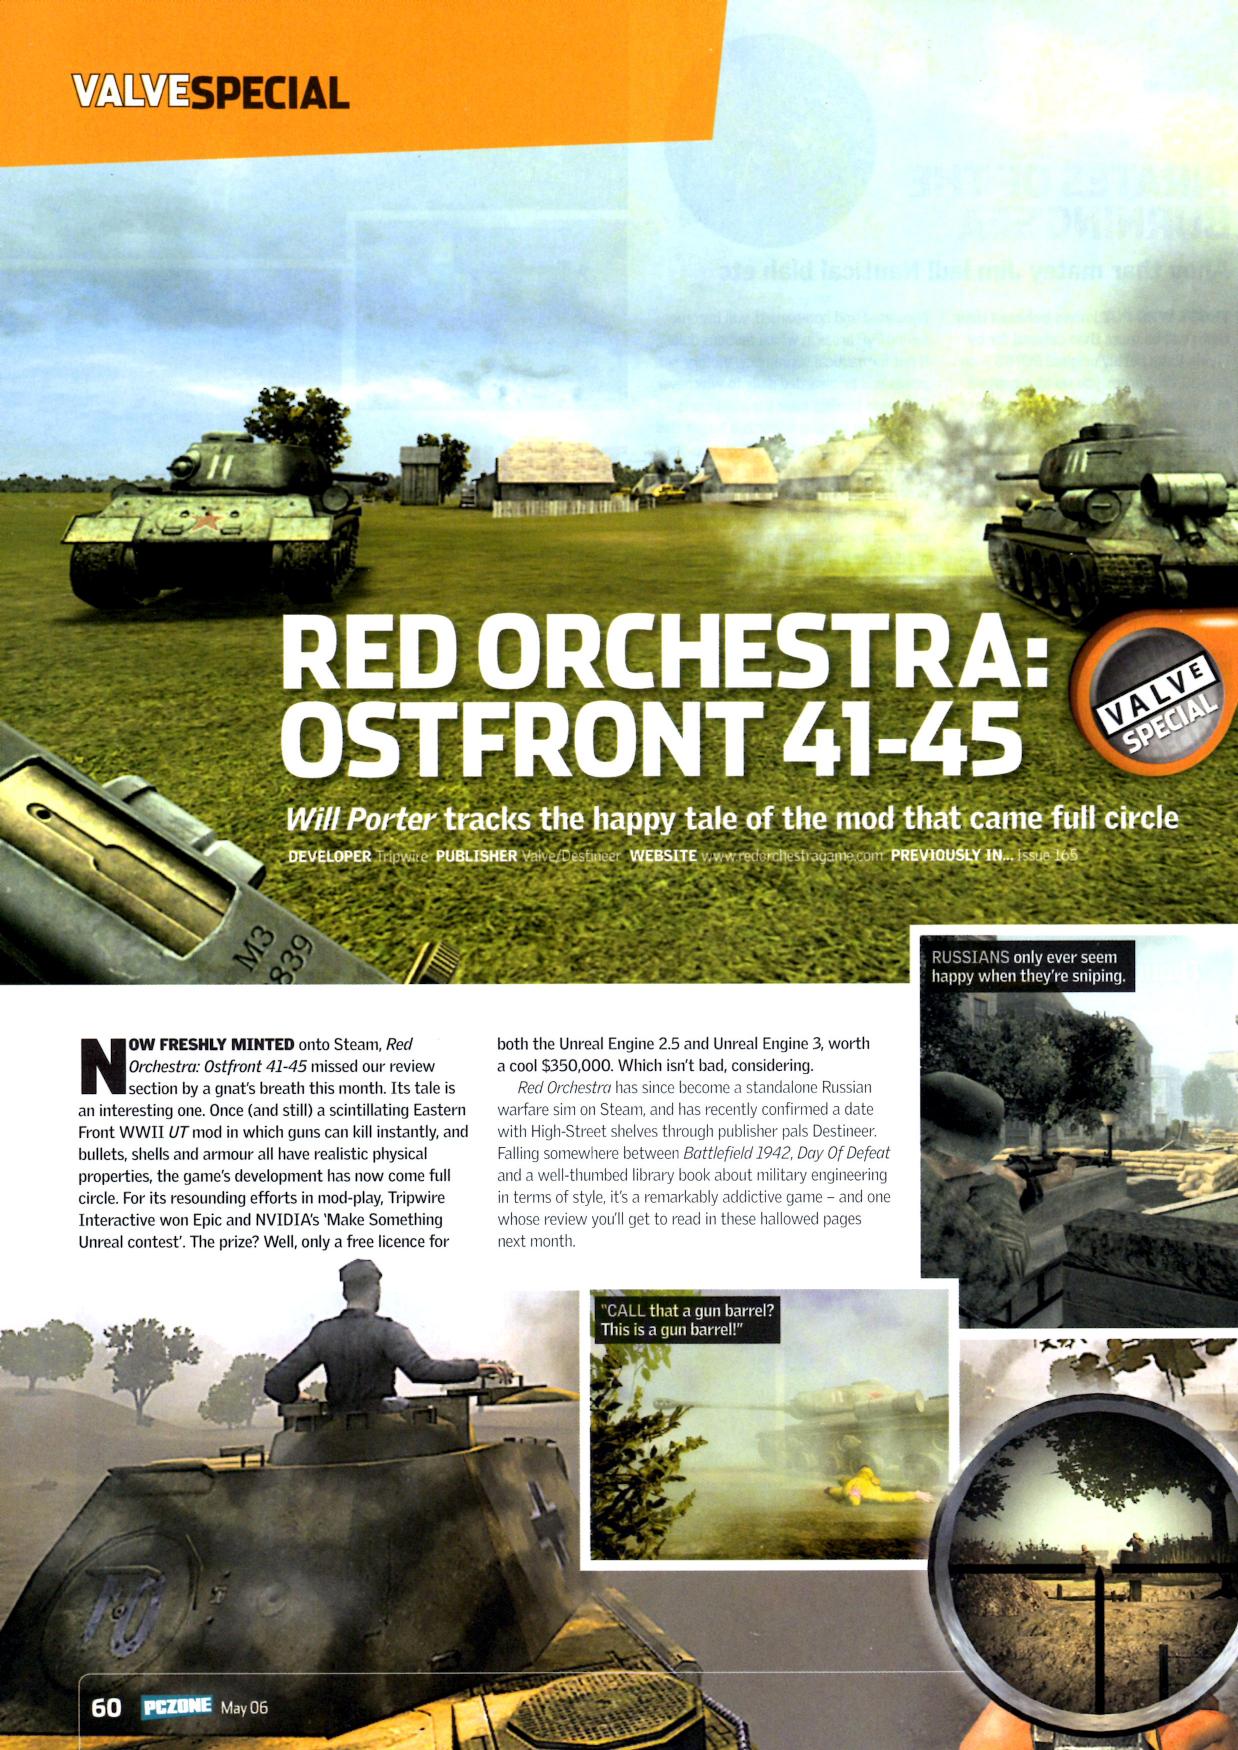 VALVESPECIAL
RED ORCHESTRA:
OSTFRONT 41-45
VALVE
SPECIAL
Will Porter tracks the happy tale of the mod that came full circle
DEVELOPER Tripwire PUBLISHER Valve/Destineer WEBSITE www.redorchestragame.com PREVIOUSLY IN... Issue 165
M3
839
RUSSIANS only ever seem
happy when they're sniping.
NOW FRESHLY MINTED onto Steam, Red
Orchestra: Ostfront 41-45 missed our review
section by a gnat's breath this month. Its tale is
an interesting one. Once (and still) a scintillating Eastern
Front WWII UT mod in which guns can kill instantly, and
bullets, shells and armour all have realistic physical
properties, the game's development has now come full
circle. For its resounding efforts in mod-play, Tripwire
Interactive won Epic and NVIDIA's 'Make Something
Unreal contest'. The prize? Well, only a free licence for
both the Unreal Engine 2.5 and Unreal Engine 3, worth
a cool $350,000. Which isn't bad, considering.
Red Orchestra has since become a standalone Russian
warfare sim on Steam, and has recently confirmed a date
with High-Street shelves through publisher pals Destineer.
Falling somewhere between Battlefield 1942, Day Of Defeat
and a well-thumbed library book about military engineering
in terms of style, it's a remarkably addictive game – and one
whose review you'll get to read in these hallowed pages
next month.
"CALL that a gun barrel?
This is a gun barrel!"
60 PCZONE May 06